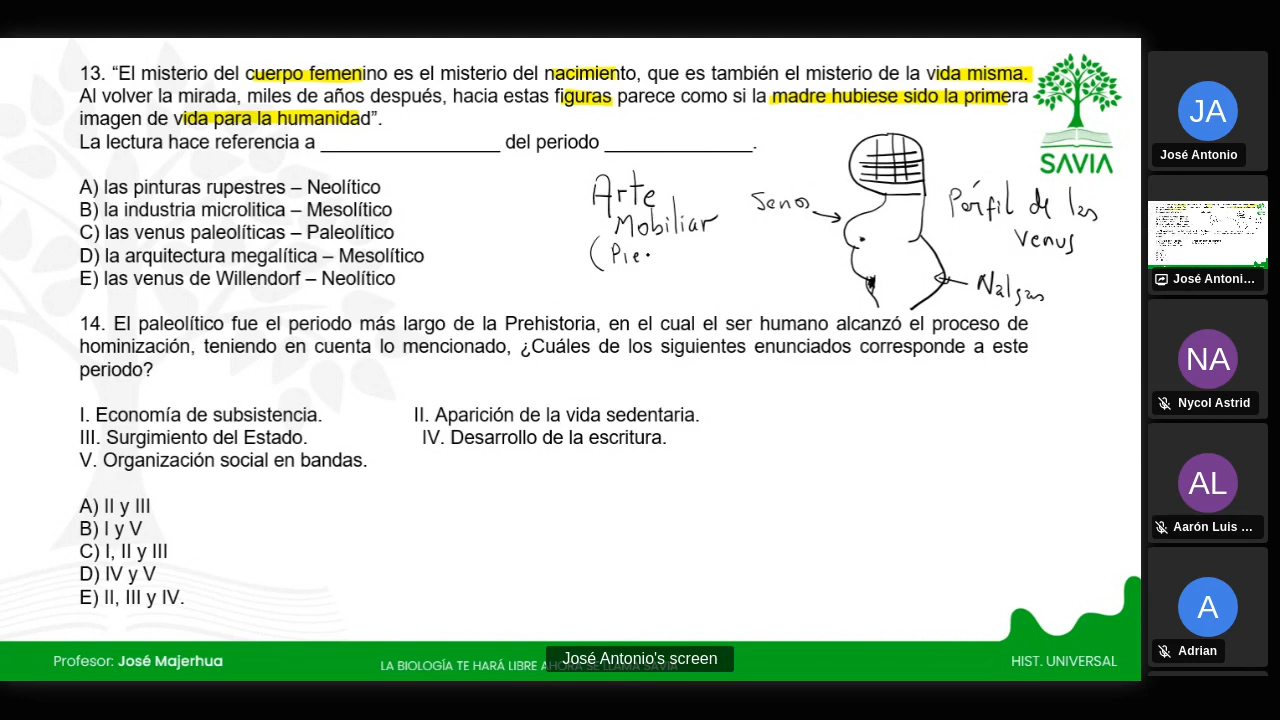 13. “El misterio del cuerpo femenino es el misterio del nacimiento, que es también el misterio de la vida misma.
Al volver la mirada, miles de años después, hacia estas figuras parece como si la madre hubiese sido la primera
imagen de vida para la humanidad”.
La lectura hace referencia a _________________ del periodo ______________.
A) las pinturas rupestres – Neolítico
B) la industria microlitica – Mesolítico
C) las venus paleolíticas – Paleolítico
D) la arquitectura megalítica – Mesolítico
E) las venus de Willendorf – Neolítico
Arte
Mobiliar
(Pie.
Senos
Pérfil de las
Venus
Nalgas
SAVIA
14. El paleolítico fue el periodo más largo de la Prehistoria, en el cual el ser humano alcanzó el proceso de
hominización, teniendo en cuenta lo mencionado, ¿Cuáles de los siguientes enunciados corresponde a este
periodo?
I. Economía de subsistencia. II. Aparición de la vida sedentaria.
III. Surgimiento del Estado. IV. Desarrollo de la escritura.
V. Organización social en bandas.
A) II y III
B) I y V
C) I, II y III
D) IV y V
E) II, III y IV.
Profesor: José Majerhua
LA BIOLOGÍA TE HARÁ LIBRE AHORA SE LLAMA SAVIA
José Antonio's screen
HIST. UNIVERSAL
JA
José Antonio
José Antoni...
NA
Nycol Astrid
AL
Aarón Luis ...
A
Adrian